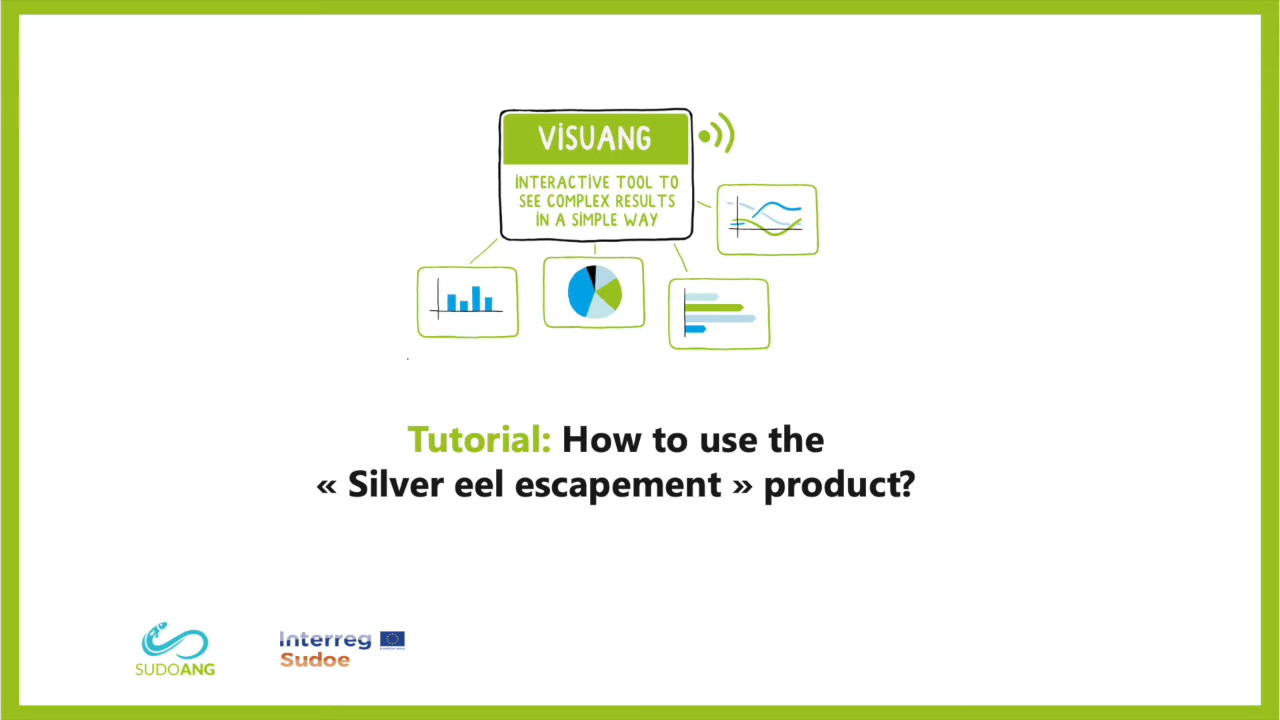 VISUANG
INTERACTIVE TOOL TO
SEE COMPLEX RESULTS
IN A SIMPLE WAY
Tutorial: How to use the
« Silver eel escapement » product?
SUDOANG
Interreg
Sudoe